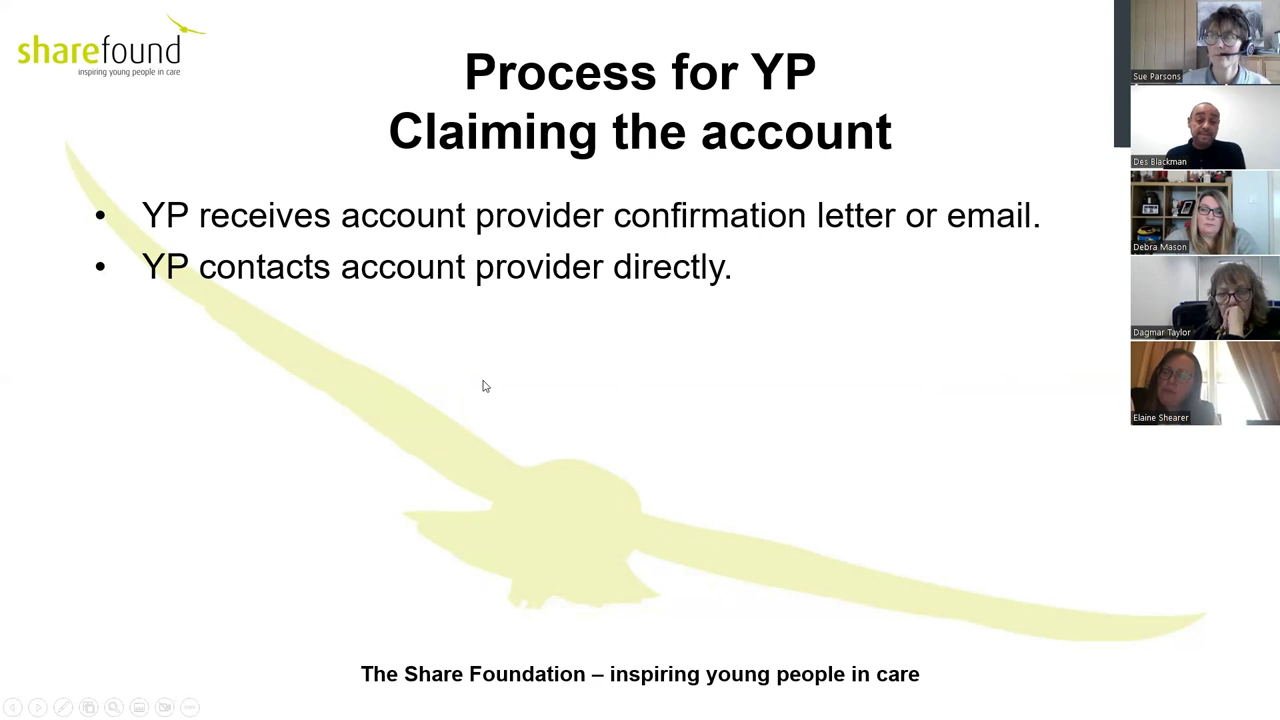 sharefound
inspiring young people in care
Process for YP
Claiming the account
• YP receives account provider confirmation letter or email.
• YP contacts account provider directly.
The Share Foundation – inspiring young people in care
Sue Parsons
Des Blackman
Debra Mason
Dagmar Taylor
Elaine Shearer